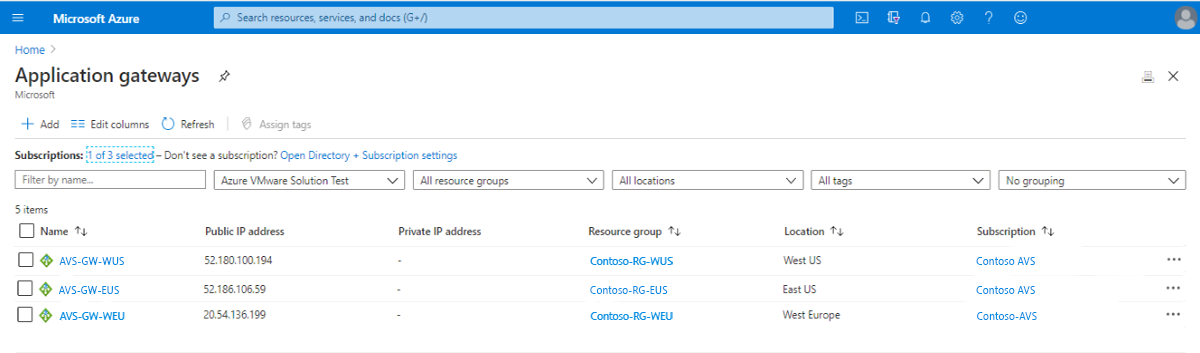 Microsoft Azure Search resources, services, and docs (G+/)
Home >
Application gateways
Microsoft
Add Edit columns Refresh Assign tags
Subscriptions: 1 of 3 selected – Don't see a subscription? Open Directory + Subscription settings
Filter by name... Azure VMware Solution Test All resource groups All locations All tags No grouping
5 items
Name ↑↓ Public IP address Private IP address Resource group ↑↓ Location ↑↓ Subscription ↑↓
AVS-GW-WUS 52.180.100.194 - Contoso-RG-WUS West US Contoso AVS ...
AVS-GW-EUS 52.186.106.59 - Contoso-RG-EUS East US Contoso AVS ...
AVS-GW-WEU 20.54.136.199 - Contoso-RG-WEU West Europe Contoso-AVS ...